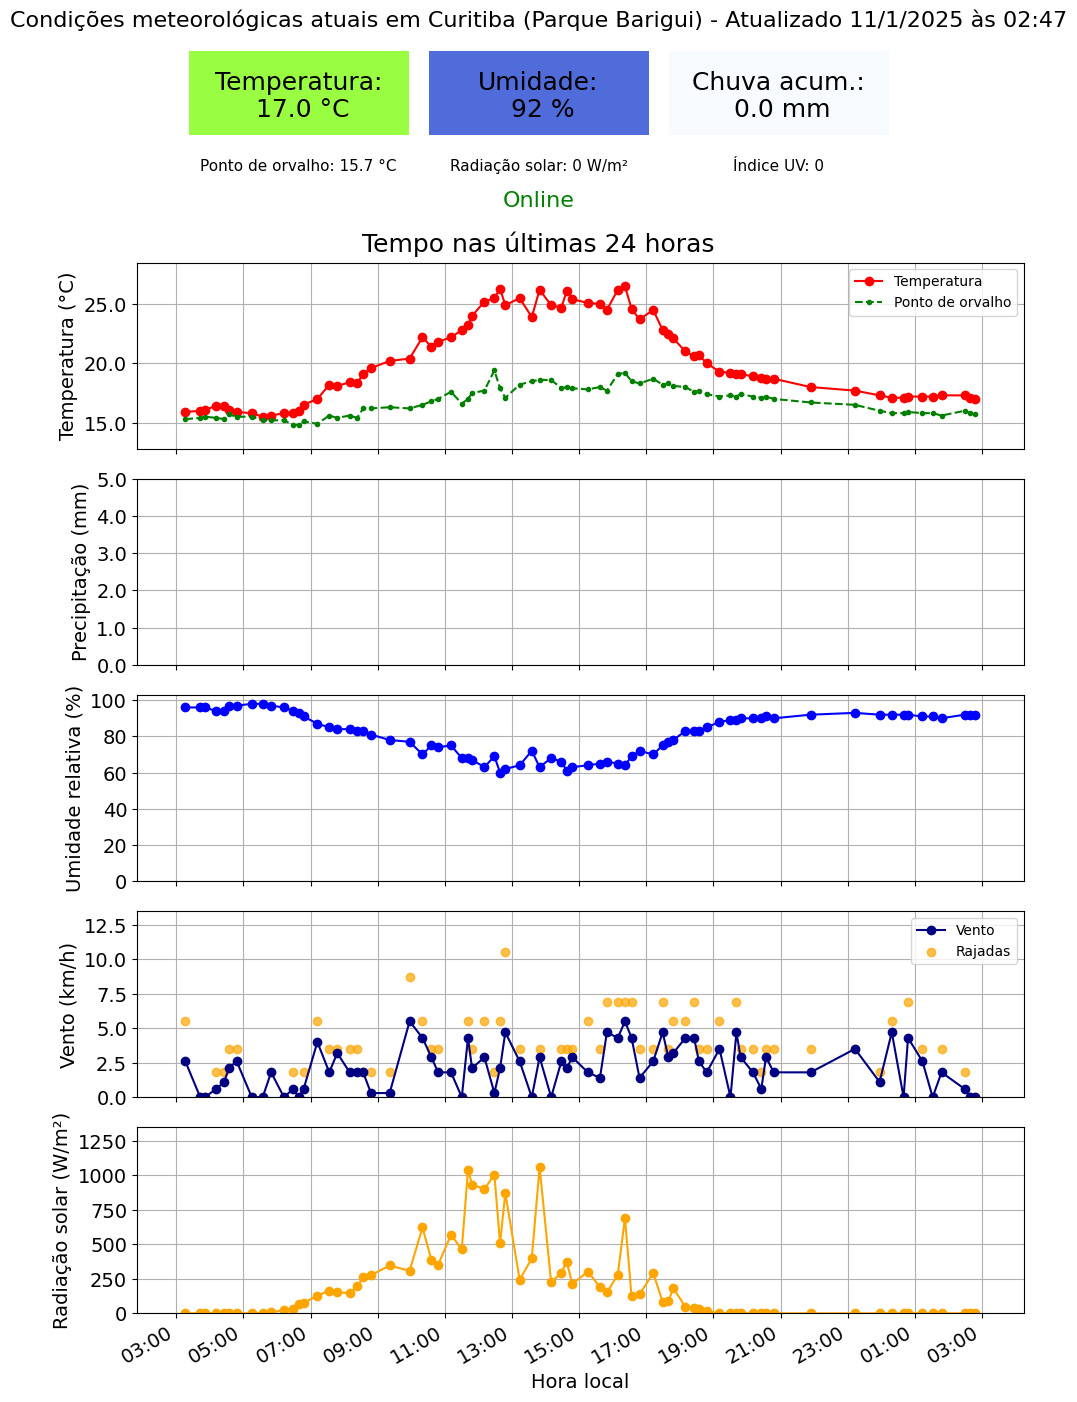 Condições meteorológicas atuais em Curitiba (Parque Barigui) - Atualizado 11/1/2025 às 02:47
Temperatura:
17.0 °C
Umidade:
92 %
Chuva acum.:
0.0 mm
Ponto de orvalho: 15.7 °C
Radiação solar: 0 W/m²
Índice UV: 0
Online
Tempo nas últimas 24 horas
Temperatura (°C)
25.0
20.0
15.0
Temperatura
Ponto de orvalho
Precipitação (mm)
5.0
4.0
3.0
2.0
1.0
0.0
Umidade relativa (%)
100
80
60
40
20
0
Vento (km/h)
12.5
10.0
7.5
5.0
2.5
0.0
Vento
Rajadas
Radiação solar (W/m²)
1250
1000
750
500
250
0
03:00
05:00
07:00
09:00
11:00
13:00
15:00
17:00
19:00
21:00
23:00
01:00
03:00
Hora local